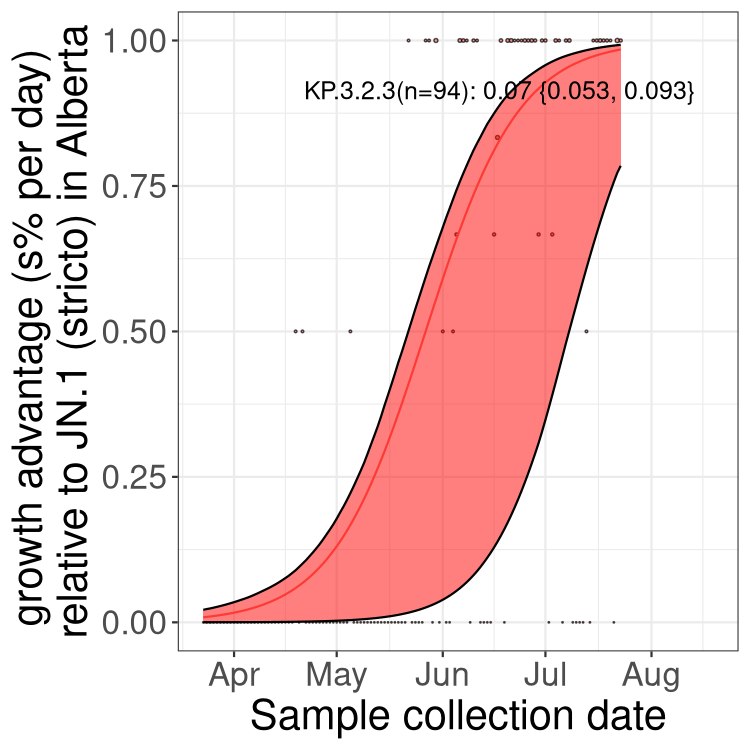 growth advantage (s% per day)
relative to JN.1 (stricto) in Alberta
1.00
0.75
0.50
0.25
0.00
KP.3.2.3(n=94): 0.07 {0.053, 0.093}
Apr May Jun Jul Aug
Sample collection date